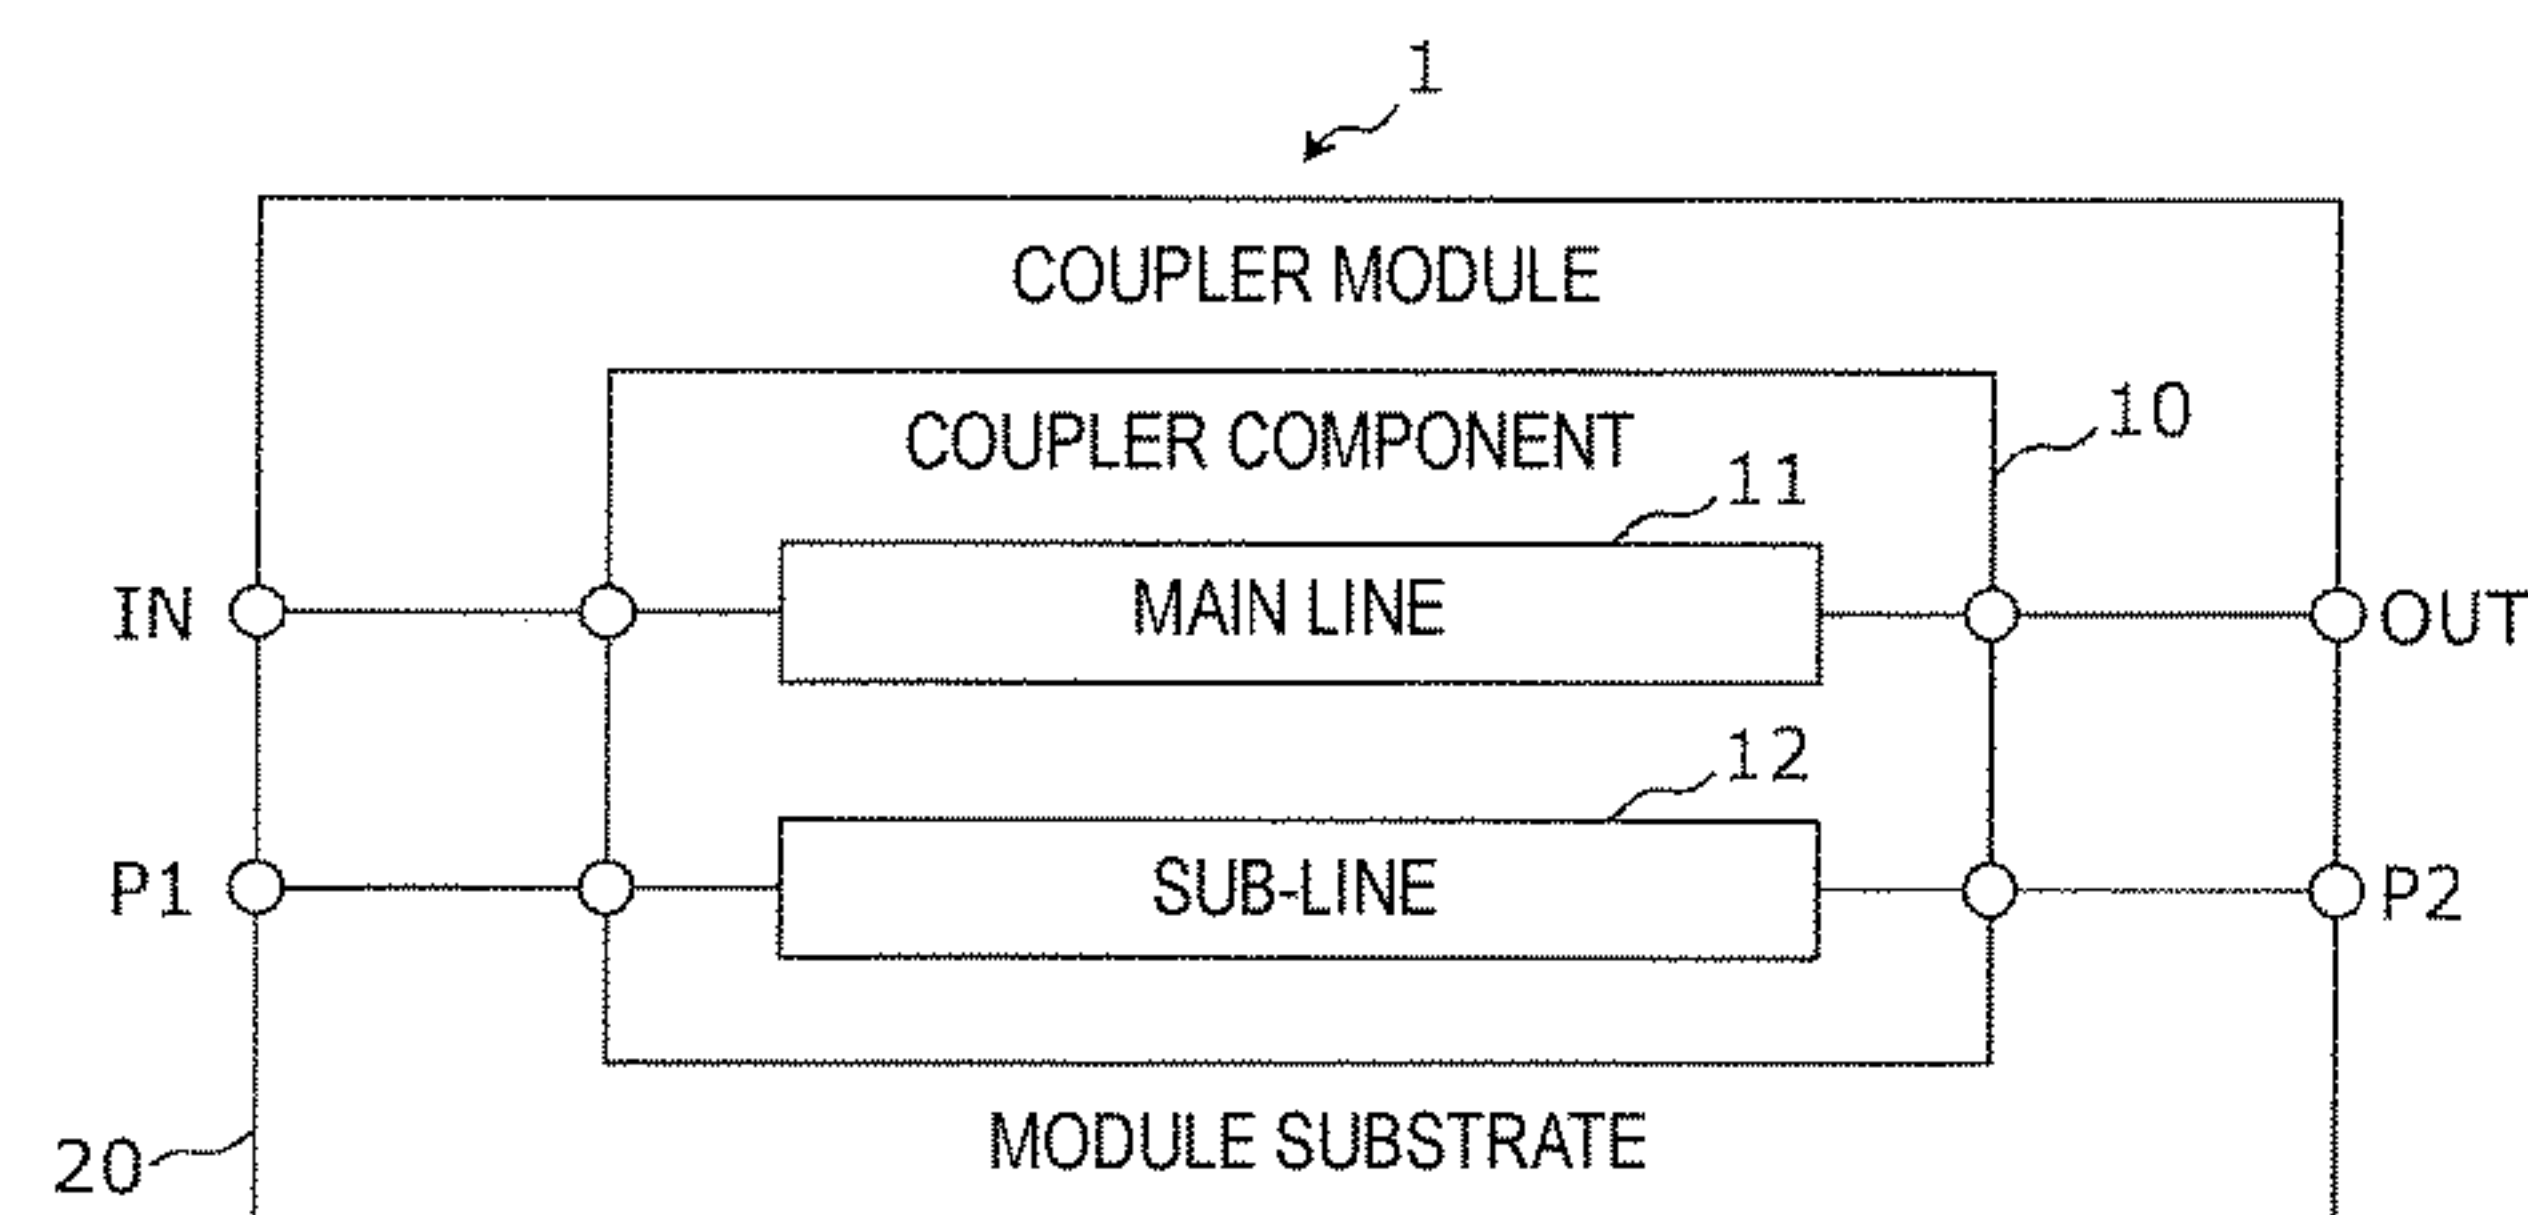 1
COUPLER MODULE
COUPLER COMPONENT
10
11
IN
MAIN LINE
OUT
12
P1
SUB-LINE
P2
MODULE SUBSTRATE
20